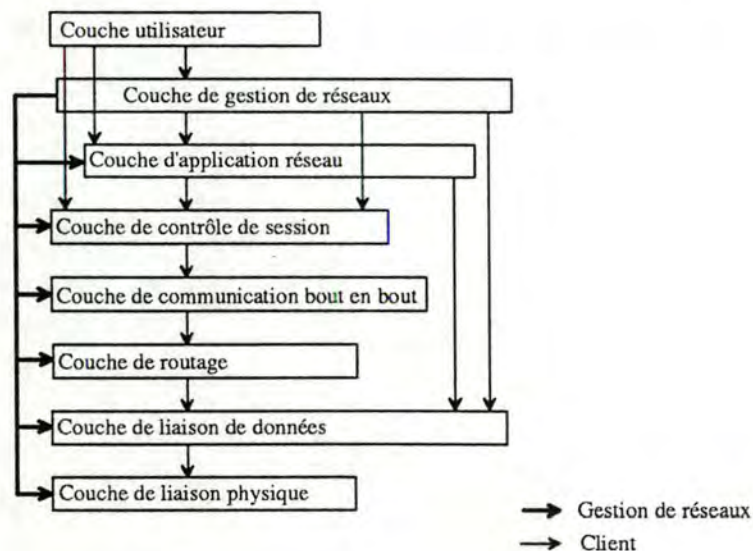 Couche utilisateur
Couche de gestion de réseaux
Couche d'application réseau
Couche de contrôle de session
Couche de communication bout en bout
Couche de routage
Couche de liaison de données
Couche de liaison physique
Gestion de réseaux
Client